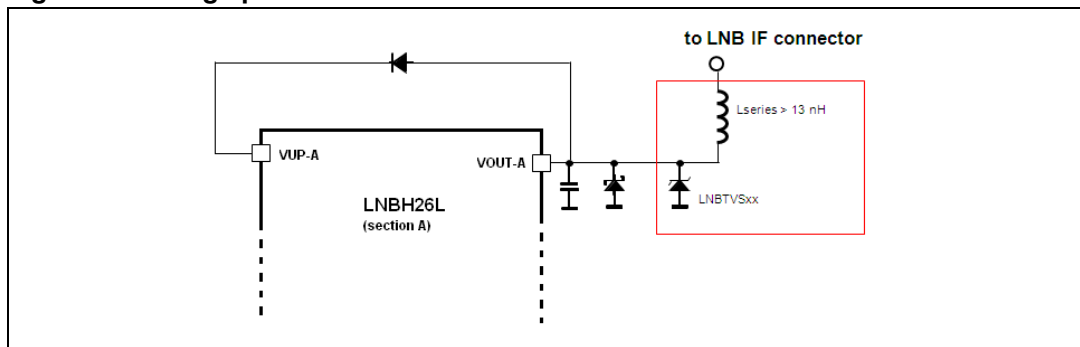 to LNB IF connector
Lseries > 13 nH
VUP-A
VOUT-A
LNBTVSxx
LNBH26L
(section A)